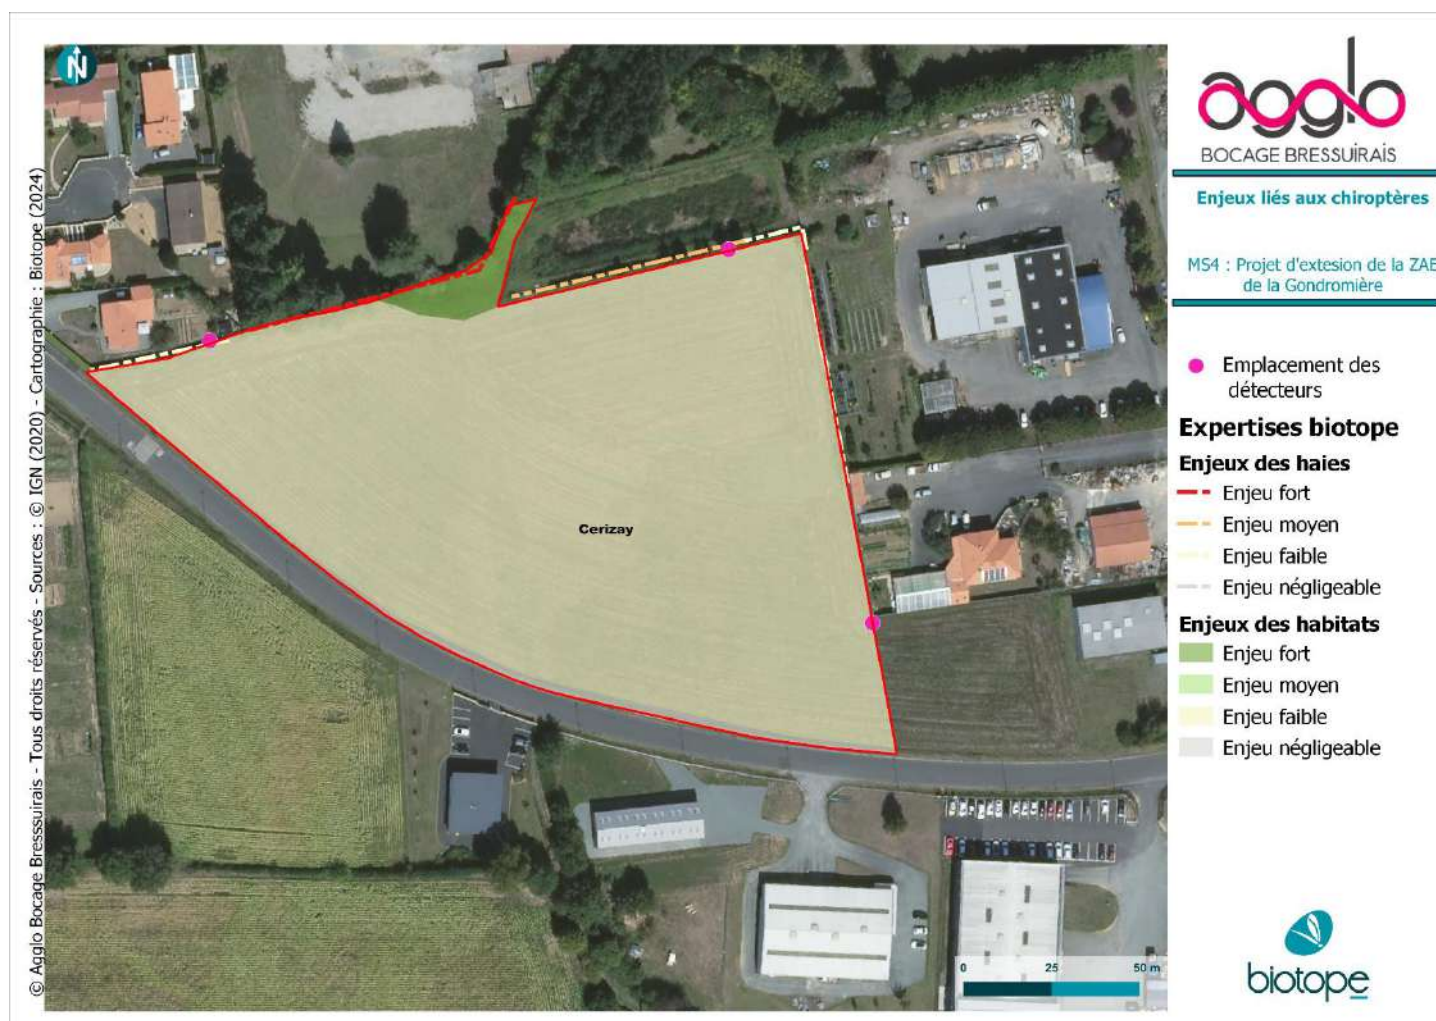 N
© Agglo Bocage Bresssuirais - Tous droits réservés - Sources : © IGN (2020) - Cartographie : Biotope (2024)
Cerizay
0 25 50 m
agglo
BOCAGE BRESSUIRAIS
Enjeux liés aux chiroptères
MS4 : Projet d'extesion de la ZAE
de la Gondromière
Emplacement des
détecteurs
Expertises biotope
Enjeux des haies
Enjeu fort
Enjeu moyen
Enjeu faible
Enjeu négligeable
Enjeux des habitats
Enjeu fort
Enjeu moyen
Enjeu faible
Enjeu négligeable
biotope